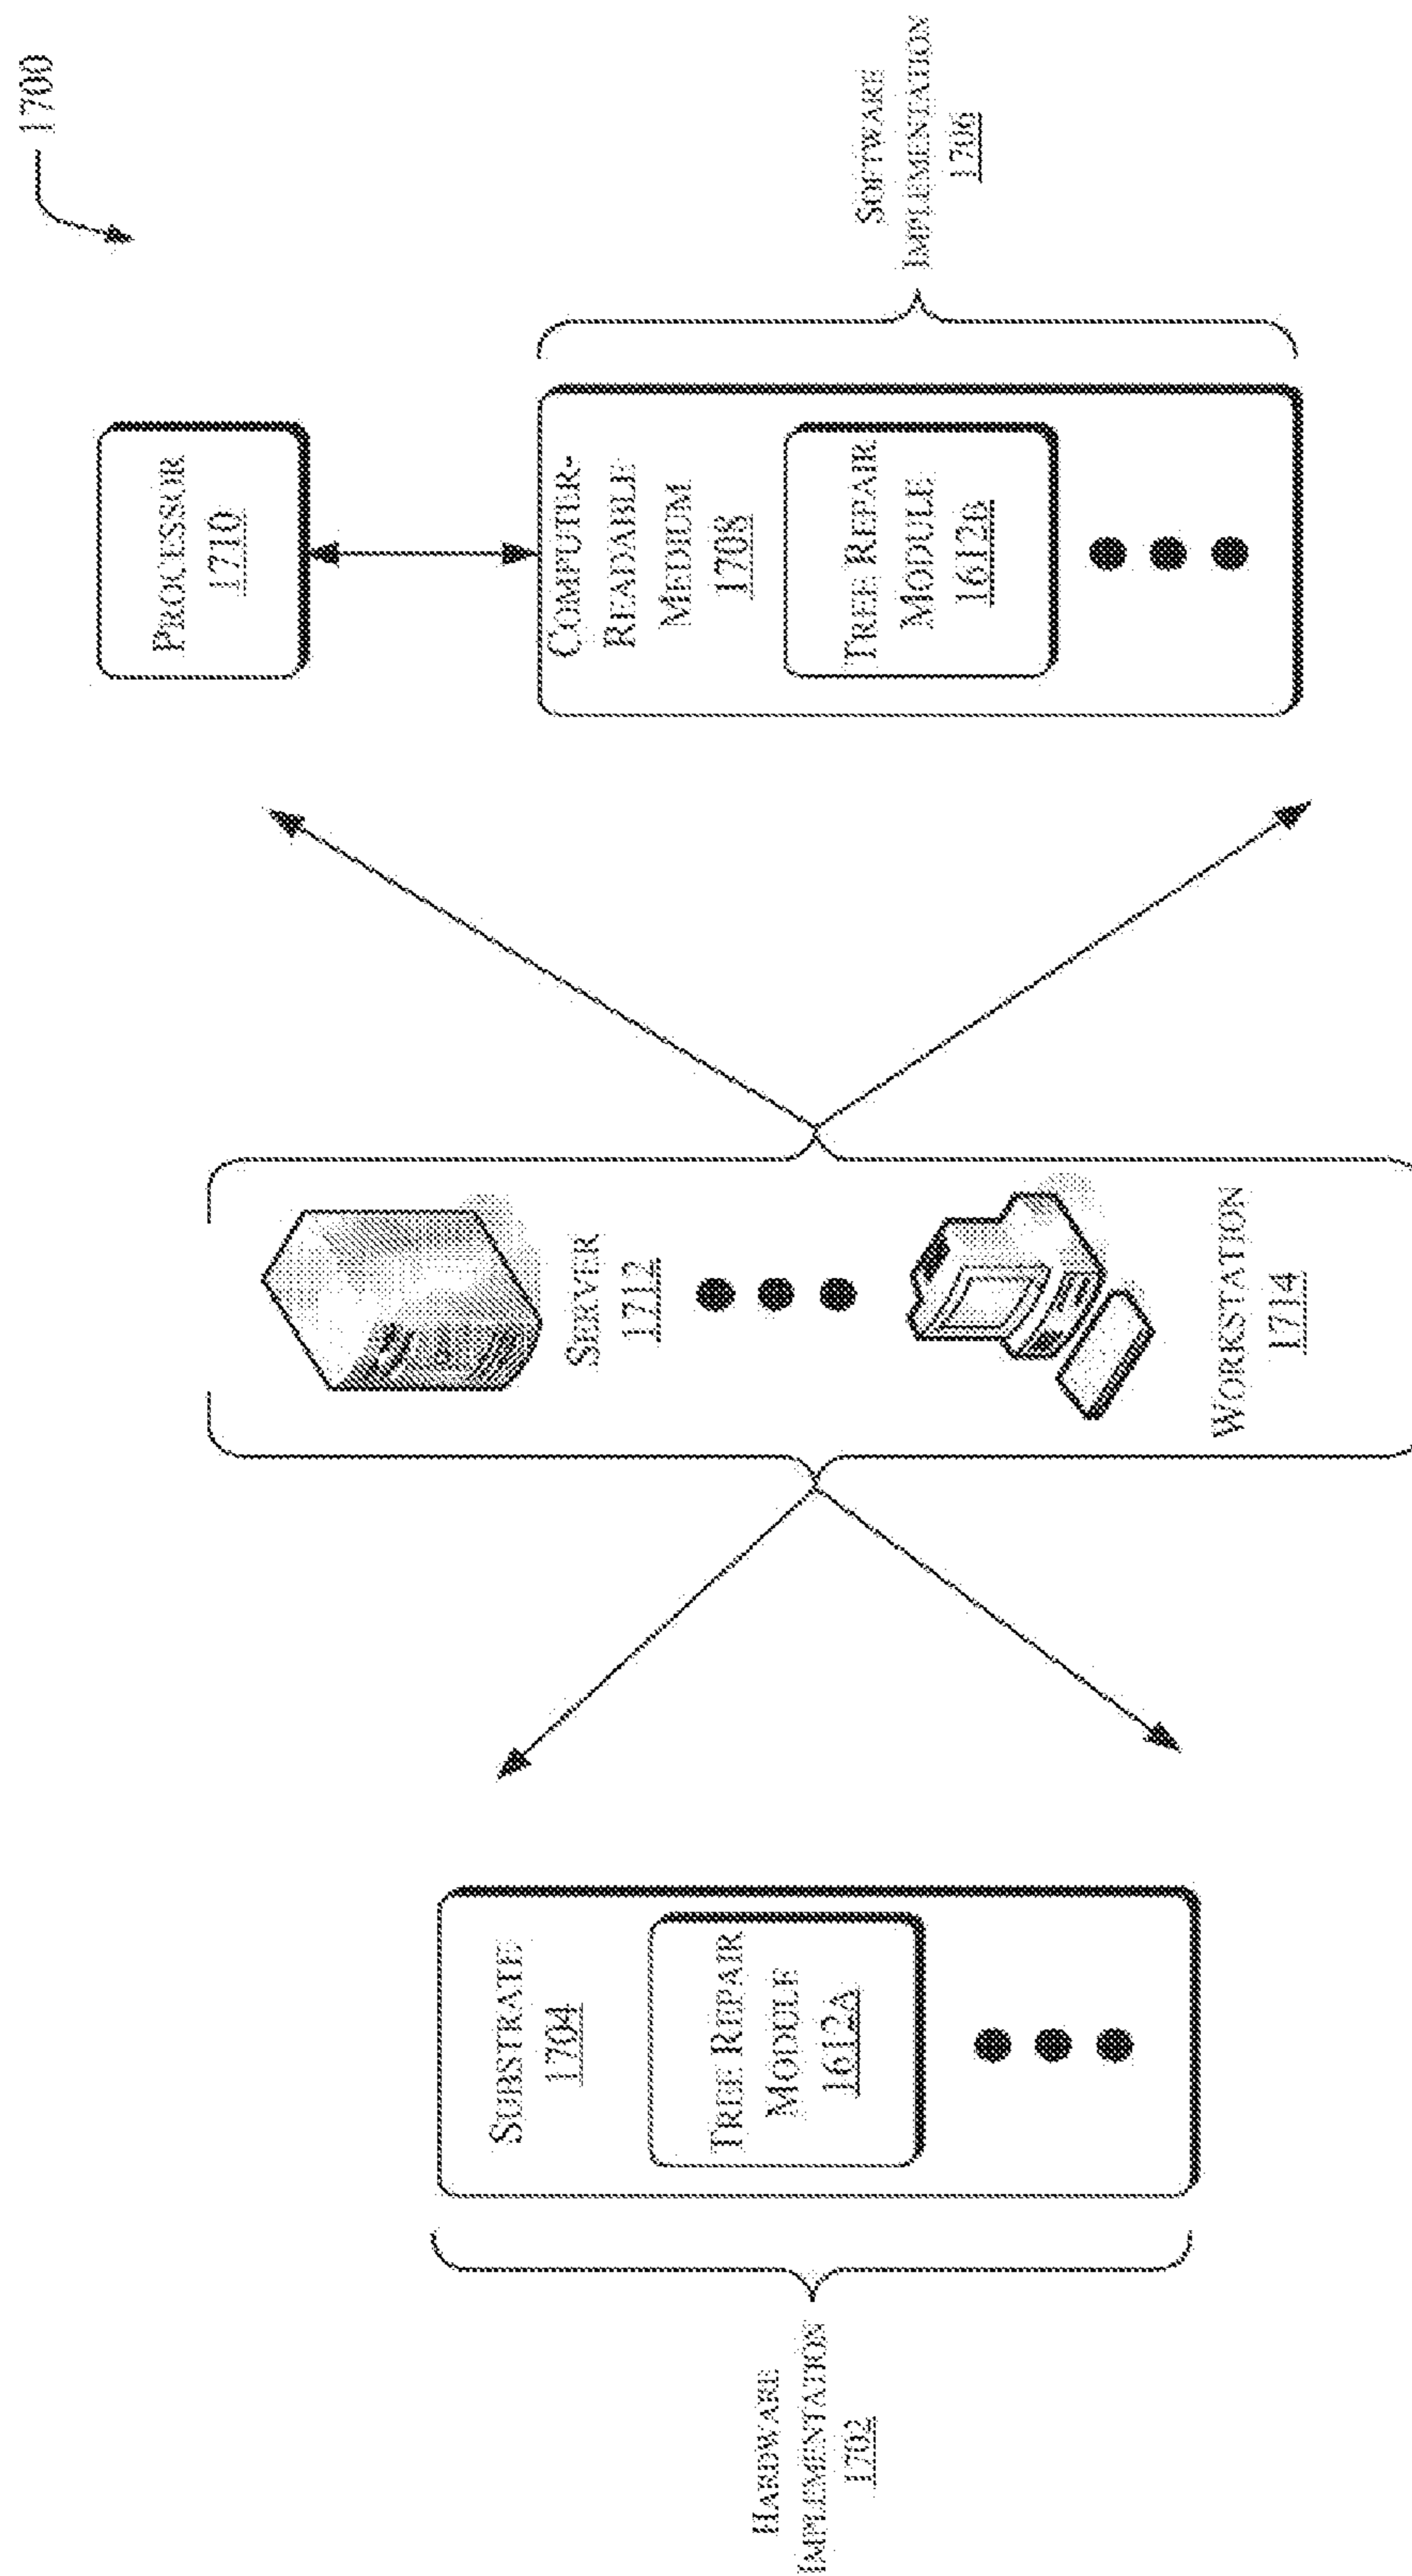 1700
HARDWARE
IMPLEMENTATION
1702
SUBSTRATE
1704
TREE REPAIR
MODULE
1612A
SERVER
1712
WORKSTATION
1714
PROCESSOR
1710
COMPUTER-
READABLE
MEDIUM
1708
TREE REPAIR
MODULE
1612B
SOFTWARE
IMPLEMENTATION
1706